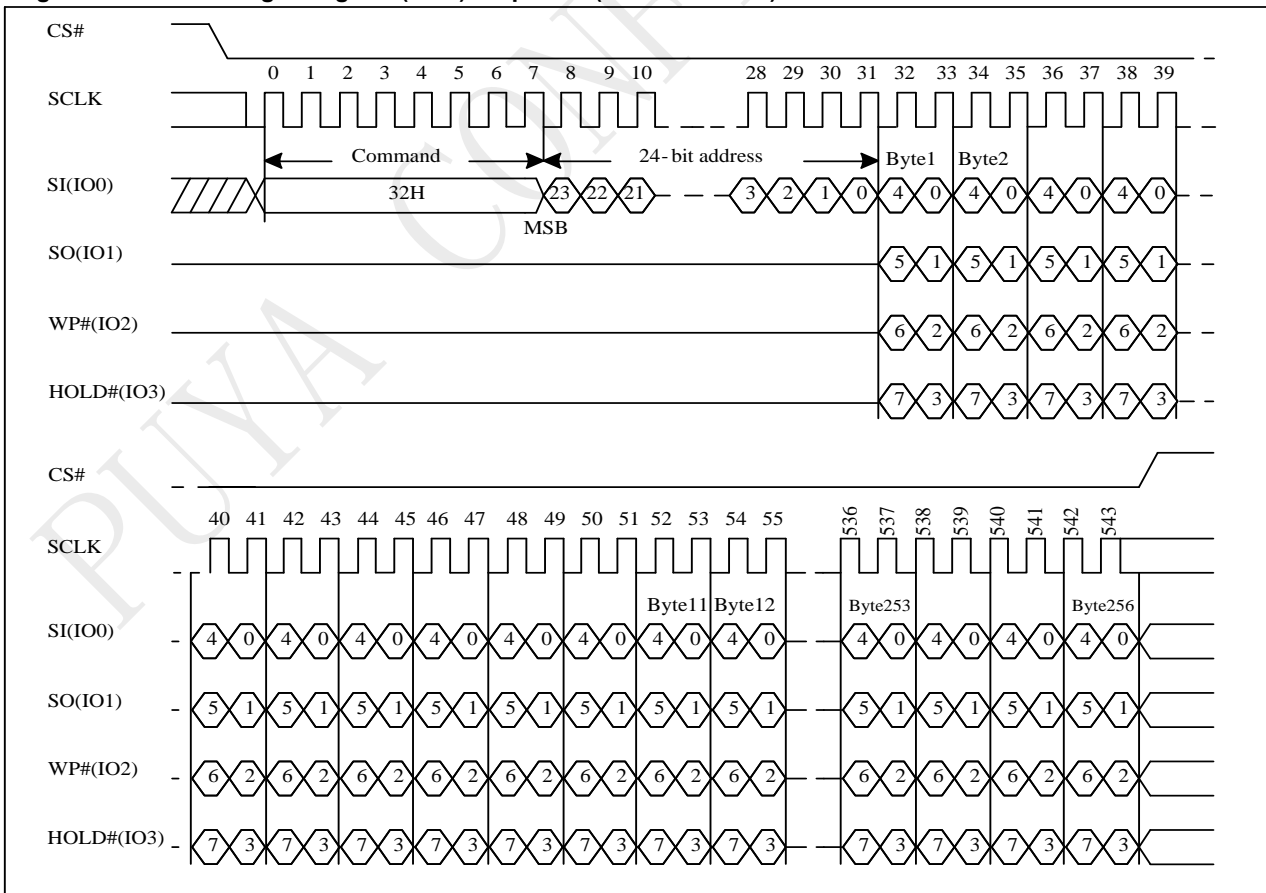 CS#
0 1 2 3 4 5 6 7 8 9 10 28 29 30 31 32 33 34 35 36 37 38 39
SCLK
Command 24-bit address Byte1 Byte2
SI(IO0) 32H 23 22 21 3 2 1 0 4 0 4 0 4 0 4 0
MSB
SO(IO1) 5 1 5 1 5 1 5 1
WP#(IO2) 6 2 6 2 6 2 6 2
HOLD#(IO3) 7 3 7 3 7 3 7 3
CS#
40 41 42 43 44 45 46 47 48 49 50 51 52 53 54 55 536 537 538 539 540 541 542 543
SCLK
Byte11 Byte12 Byte253 Byte256
SI(IO0) 4 0 4 0 4 0 4 0 4 0 4 0 4 0 4 0 4 0 4 0 4 0 4 0
SO(IO1) 5 1 5 1 5 1 5 1 5 1 5 1 5 1 5 1 5 1 5 1 5 1 5 1
WP#(IO2) 6 2 6 2 6 2 6 2 6 2 6 2 6 2 6 2 6 2 6 2 6 2 6 2
HOLD#(IO3) 7 3 7 3 7 3 7 3 7 3 7 3 7 3 7 3 7 3 7 3 7 3 7 3
PUYA